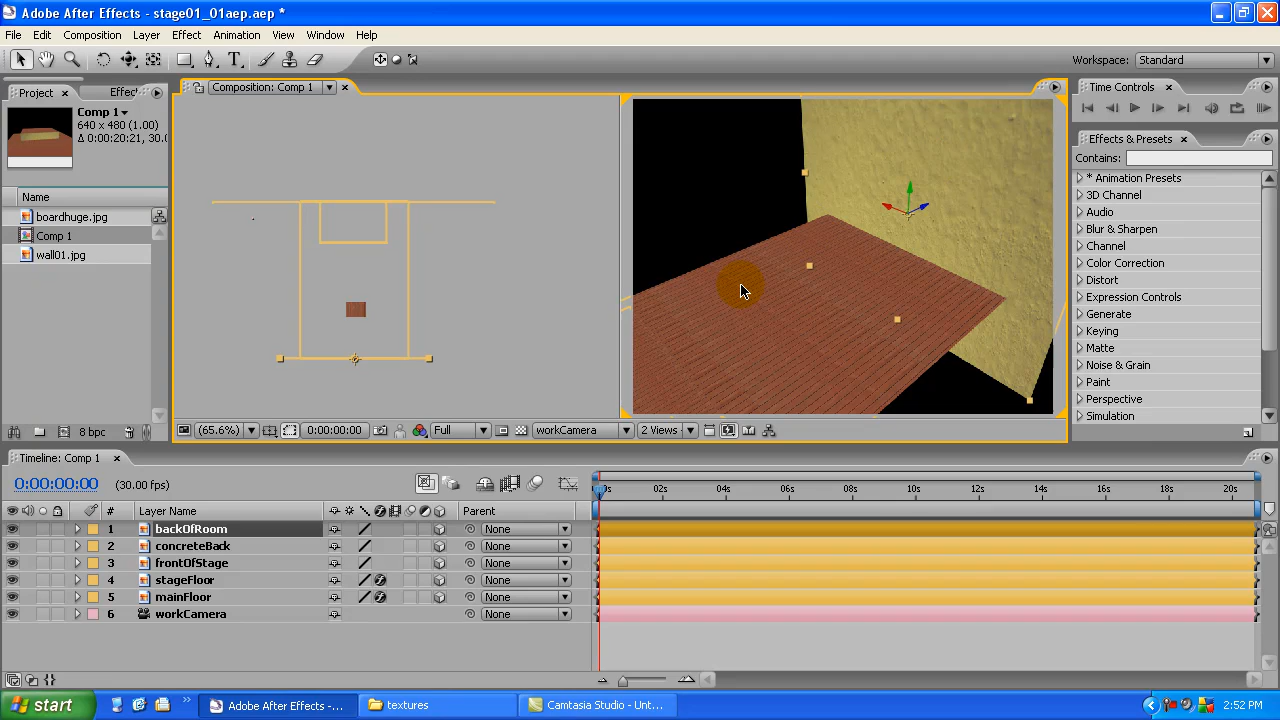 Adobe After Effects - stage01_01aep.aep *
File Edit Composition Layer Effect Animation View Window Help
Workspace: Standard
Project
Effec
Composition: Comp 1
Time Controls
Comp 1
640 x 480 (1.00)
Δ 0:00:20:21, 30.0
Effects & Presets
Contains:
* Animation Presets
3D Channel
Audio
Blur & Sharpen
Channel
Color Correction
Distort
Expression Controls
Generate
Keying
Matte
Noise & Grain
Paint
Perspective
Simulation
Name
boardhuge.jpg
Comp 1
wall01.jpg
8 bpc
(65.6%) 0:00:00:00 Full workCamera 2 Views
Timeline: Comp 1
0:00:00:00 (30.00 fps)
0s 02s 04s 06s 08s 10s 12s 14s 16s 18s 20s
# Layer Name Parent
1 backOfRoom None
2 concreteBack None
3 frontOfStage None
4 stageFloor None
5 mainFloor None
6 workCamera None
start
Adobe After Effects -...
textures
Camtasia Studio - Unt...
2:52 PM